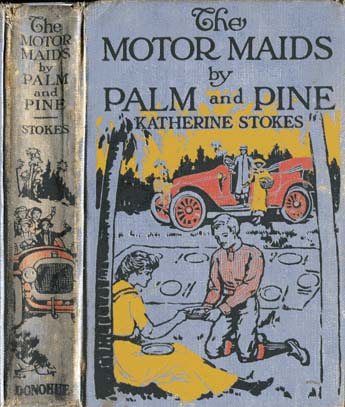 The
MOTOR
MAIDS
by
PALM
and
PINE
STOKES
DONOHUE
The
MOTOR MAIDS
by
PALM and PINE
KATHERINE STOKES